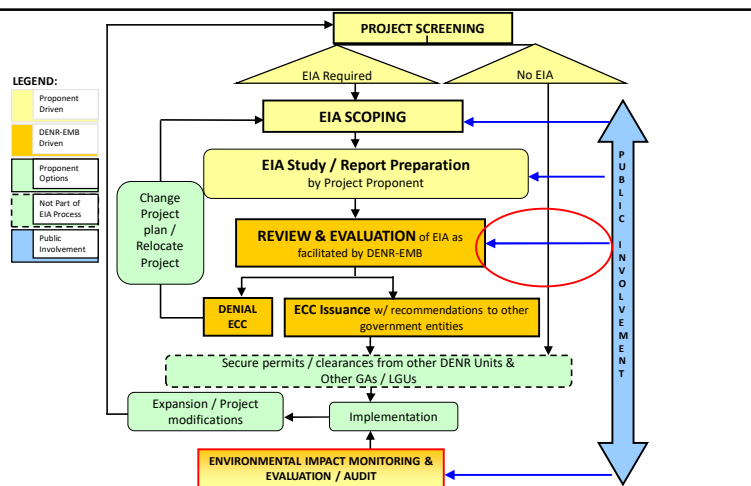 PROJECT SCREENING
EIA Required
No EIA
LEGEND:
Proponent
Driven
DENR-EMB
Driven
Proponent
Options
Not Part of
EIA Process
Public
Involvement
EIA SCOPING
EIA Study / Report Preparation
by Project Proponent
Change
Project
plan /
Relocate
Project
REVIEW & EVALUATION of EIA as
facilitated by DENR-EMB
DENIAL
ECC
ECC Issuance w/ recommendations to other
government entities
Secure permits / clearances from other DENR Units &
Other GAs / LGUs
Expansion / Project
modifications
Implementation
ENVIRONMENTAL IMPACT MONITORING &
EVALUATION / AUDIT
PUBLIC INVOLVEMENT